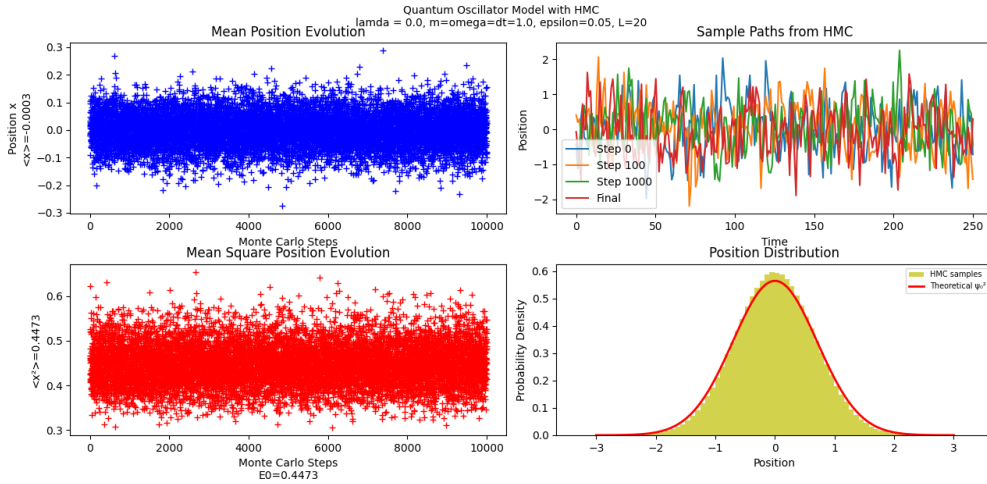 Quantum Oscillator Model with HMC
lamda = 0.0, m=omega=dt=1.0, epsilon=0.05, L=20
Mean Position Evolution
Position x
<x>=-0.0003
0.3
0.2
0.1
0.0
−0.1
−0.2
−0.3
0
2000
4000
6000
8000
10000
Monte Carlo Steps
Sample Paths from HMC
Position
2
1
0
−1
−2
Step 0
Step 100
Step 1000
Final
0
50
100
150
200
250
Time
Mean Square Position Evolution
<x²>=0.4473
0.6
0.5
0.4
0.3
0
2000
4000
6000
8000
10000
Monte Carlo Steps
E0=0.4473
Position Distribution
Probability Density
0.6
0.5
0.4
0.3
0.2
0.1
0.0
HMC samples
Theoretical ψ₀²
−3
−2
−1
0
1
2
3
Position